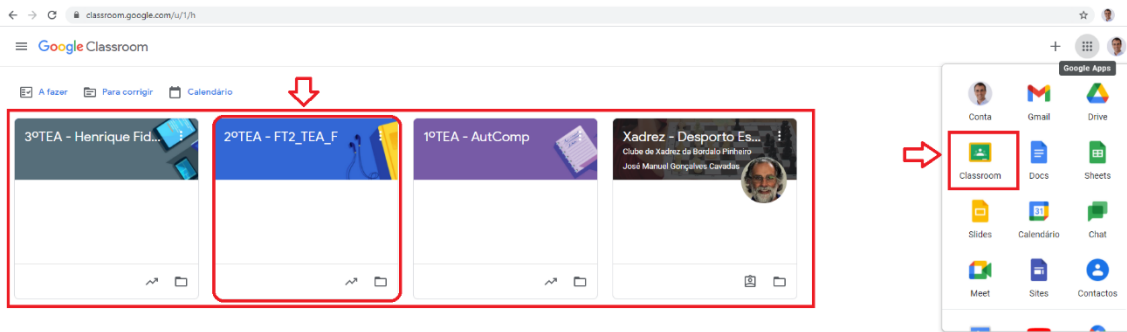 classroom.google.com/u/1/h
Google Classroom
Google Apps
A fazer
Para corrigir
Calendário
3ºTEA - Henrique Fid...
2ºTEA - FT2_TEA_F
1ºTEA - AutComp
Xadrez - Desporto Es...
Clube de Xadrez da Bordalo Pinheiro
José Manuel Gonçalves Cavadas
Conta
Gmail
Drive
Classroom
Docs
Sheets
31
Slides
Calendário
Chat
Meet
Sites
Contactos